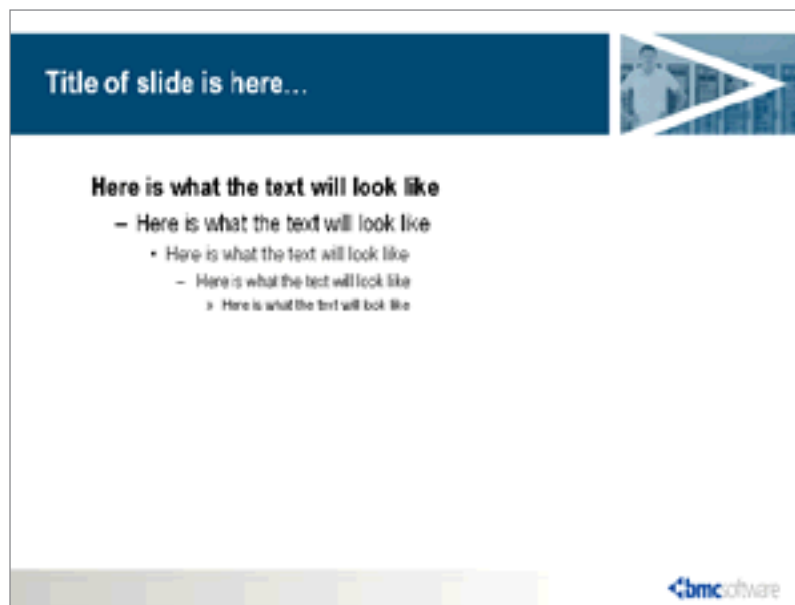 Title of slide is here...
Here is what the text will look like
– Here is what the text will look like
• Here is what the text will look like
– Here is what the text will look like
» Here is what the text will look like
bmcsoftware